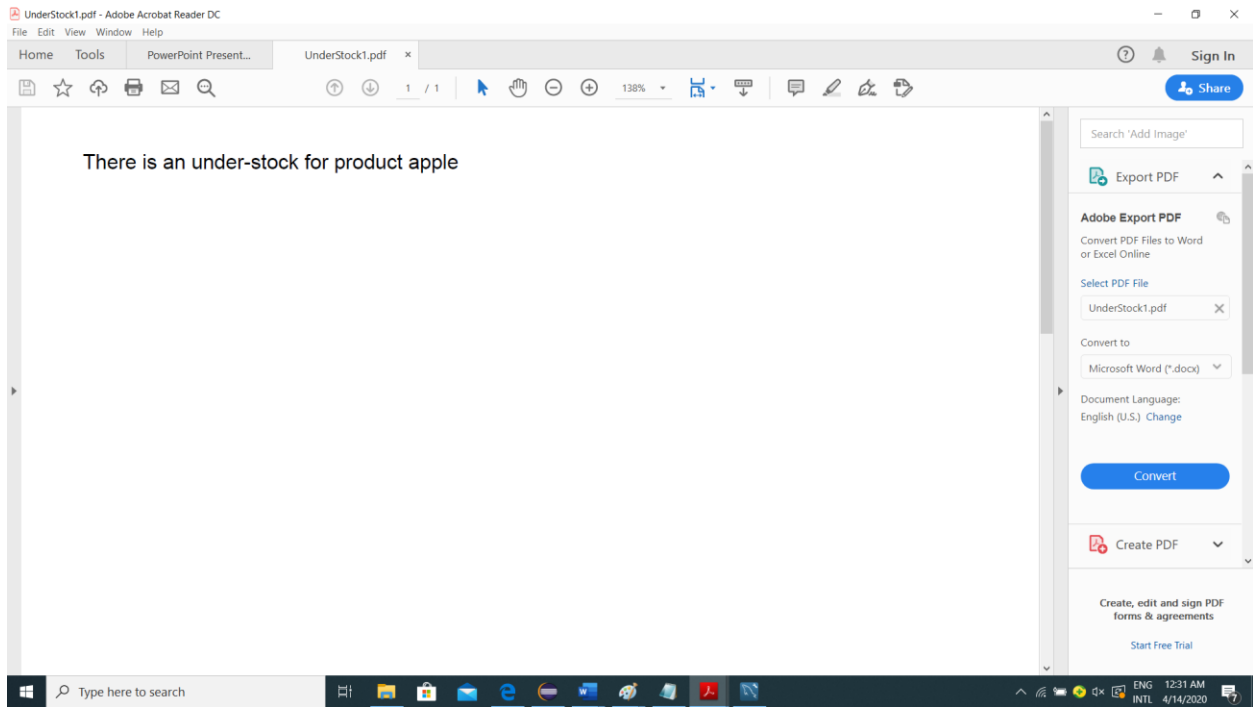 UnderStock1.pdf - Adobe Acrobat Reader DC
File Edit View Window Help
Home Tools PowerPoint Present... UnderStock1.pdf × Sign In
1 / 1 138% Share
There is an under-stock for product apple
Search 'Add Image'
Export PDF
Adobe Export PDF
Convert PDF Files to Word
or Excel Online
Select PDF File
UnderStock1.pdf
Convert to
Microsoft Word (*.docx)
Document Language:
English (U.S.) Change
Convert
Create PDF
Create, edit and sign PDF
forms & agreements
Start Free Trial
Type here to search
ENG 12:31 AM
INTL 4/14/2020
7